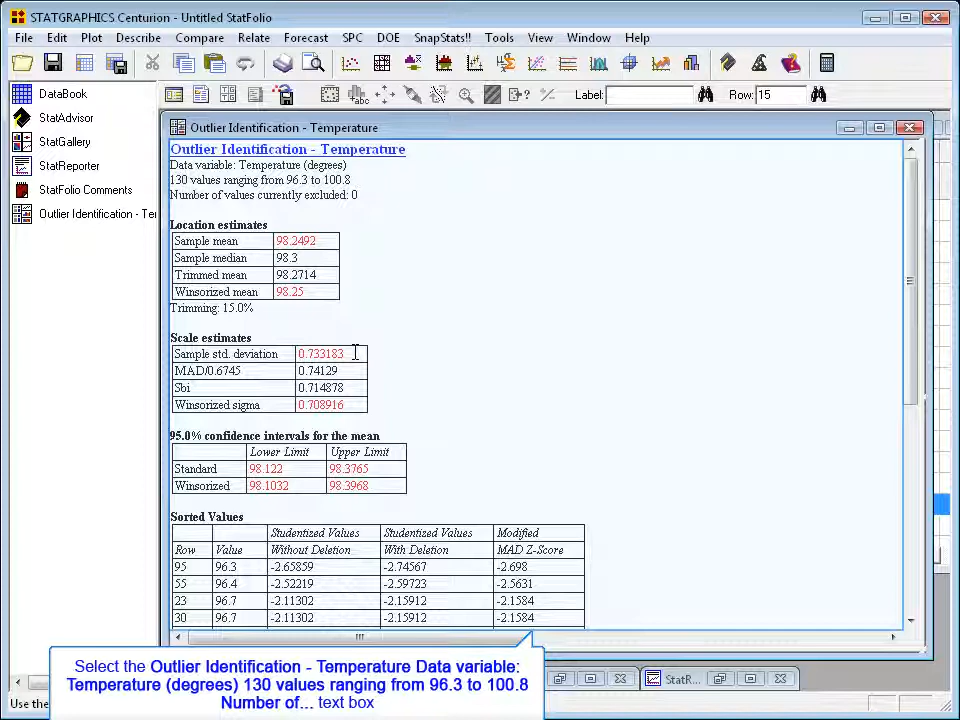 STATGRAPHICS Centurion - Untitled StatFolio
File Edit Plot Describe Compare Relate Forecast SPC DOE SnapStats!! Tools View Window Help
Label: Row: 15
DataBook
StatAdvisor
StatGallery
StatReporter
StatFolio Comments
Outlier Identification - Te
Outlier Identification - Temperature
Outlier Identification - Temperature
Data variable: Temperature (degrees)
130 values ranging from 96.3 to 100.8
Number of values currently excluded: 0
Location estimates
Sample mean 98.2492
Sample median 98.3
Trimmed mean 98.2714
Winsorized mean 98.25
Trimming: 15.0%
Scale estimates
Sample std. deviation 0.733183
MAD/0.6745 0.74129
Sbi 0.714878
Winsorized sigma 0.708916
95.0% confidence intervals for the mean
Lower Limit Upper Limit
Standard 98.122 98.3765
Winsorized 98.1032 98.3968
Sorted Values
Studentized Values Studentized Values Modified
Row Value Without Deletion With Deletion MAD Z-Score
95 96.3 -2.65859 -2.74567 -2.698
55 96.4 -2.52219 -2.59723 -2.5631
23 96.7 -2.11302 -2.15912 -2.1584
30 96.7 -2.11302 -2.15912 -2.1584
StatR...
Select the Outlier Identification - Temperature Data variable:
Temperature (degrees) 130 values ranging from 96.3 to 100.8
Number of... text box
Use the